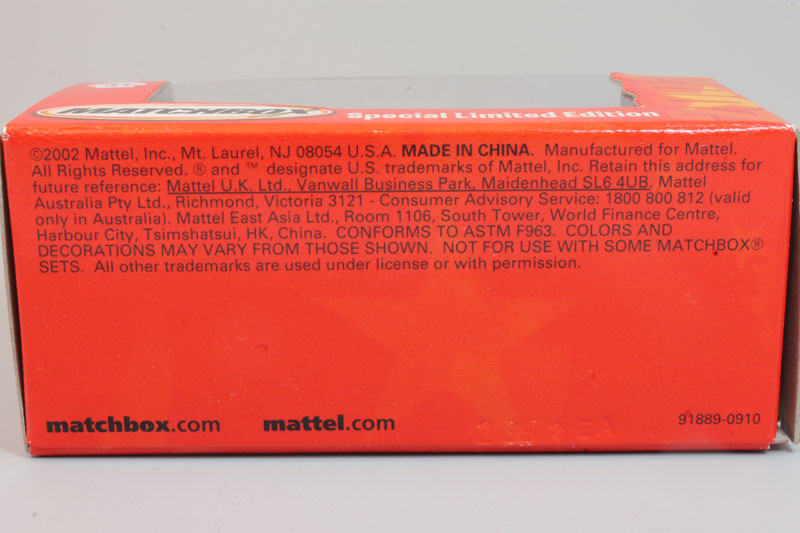 MATCHBOX Special Limited Edition
©2002 Mattel, Inc., Mt. Laurel, NJ 08054 U.S.A. MADE IN CHINA. Manufactured for Mattel.
All Rights Reserved. ® and ™ designate U.S. trademarks of Mattel, Inc. Retain this address for
future reference: Mattel U.K. Ltd., Vanwall Business Park, Maidenhead SL6 4UB, Mattel
Australia Pty Ltd., Richmond, Victoria 3121 - Consumer Advisory Service: 1800 800 812 (valid
only in Australia). Mattel East Asia Ltd., Room 1106, South Tower, World Finance Centre,
Harbour City, Tsimshatsui, HK, China. CONFORMS TO ASTM F963. COLORS AND
DECORATIONS MAY VARY FROM THOSE SHOWN. NOT FOR USE WITH SOME MATCHBOX®
SETS. All other trademarks are used under license or with permission.
matchbox.com mattel.com 91889-0910